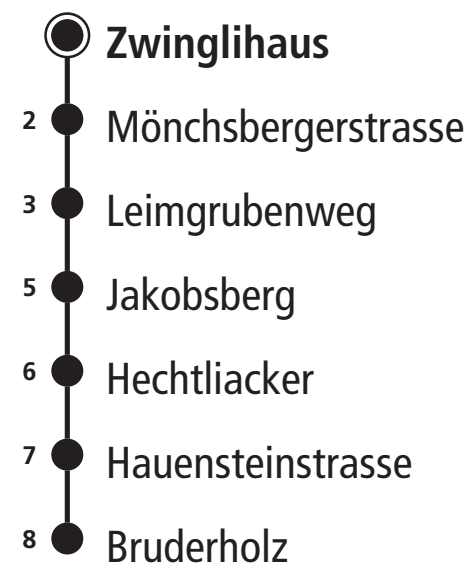 Zwinglihaus
2 Mönchsbergerstrasse
3 Leimgrubenweg
5 Jakobsberg
6 Hechtliacker
7 Hauensteinstrasse
8 Bruderholz